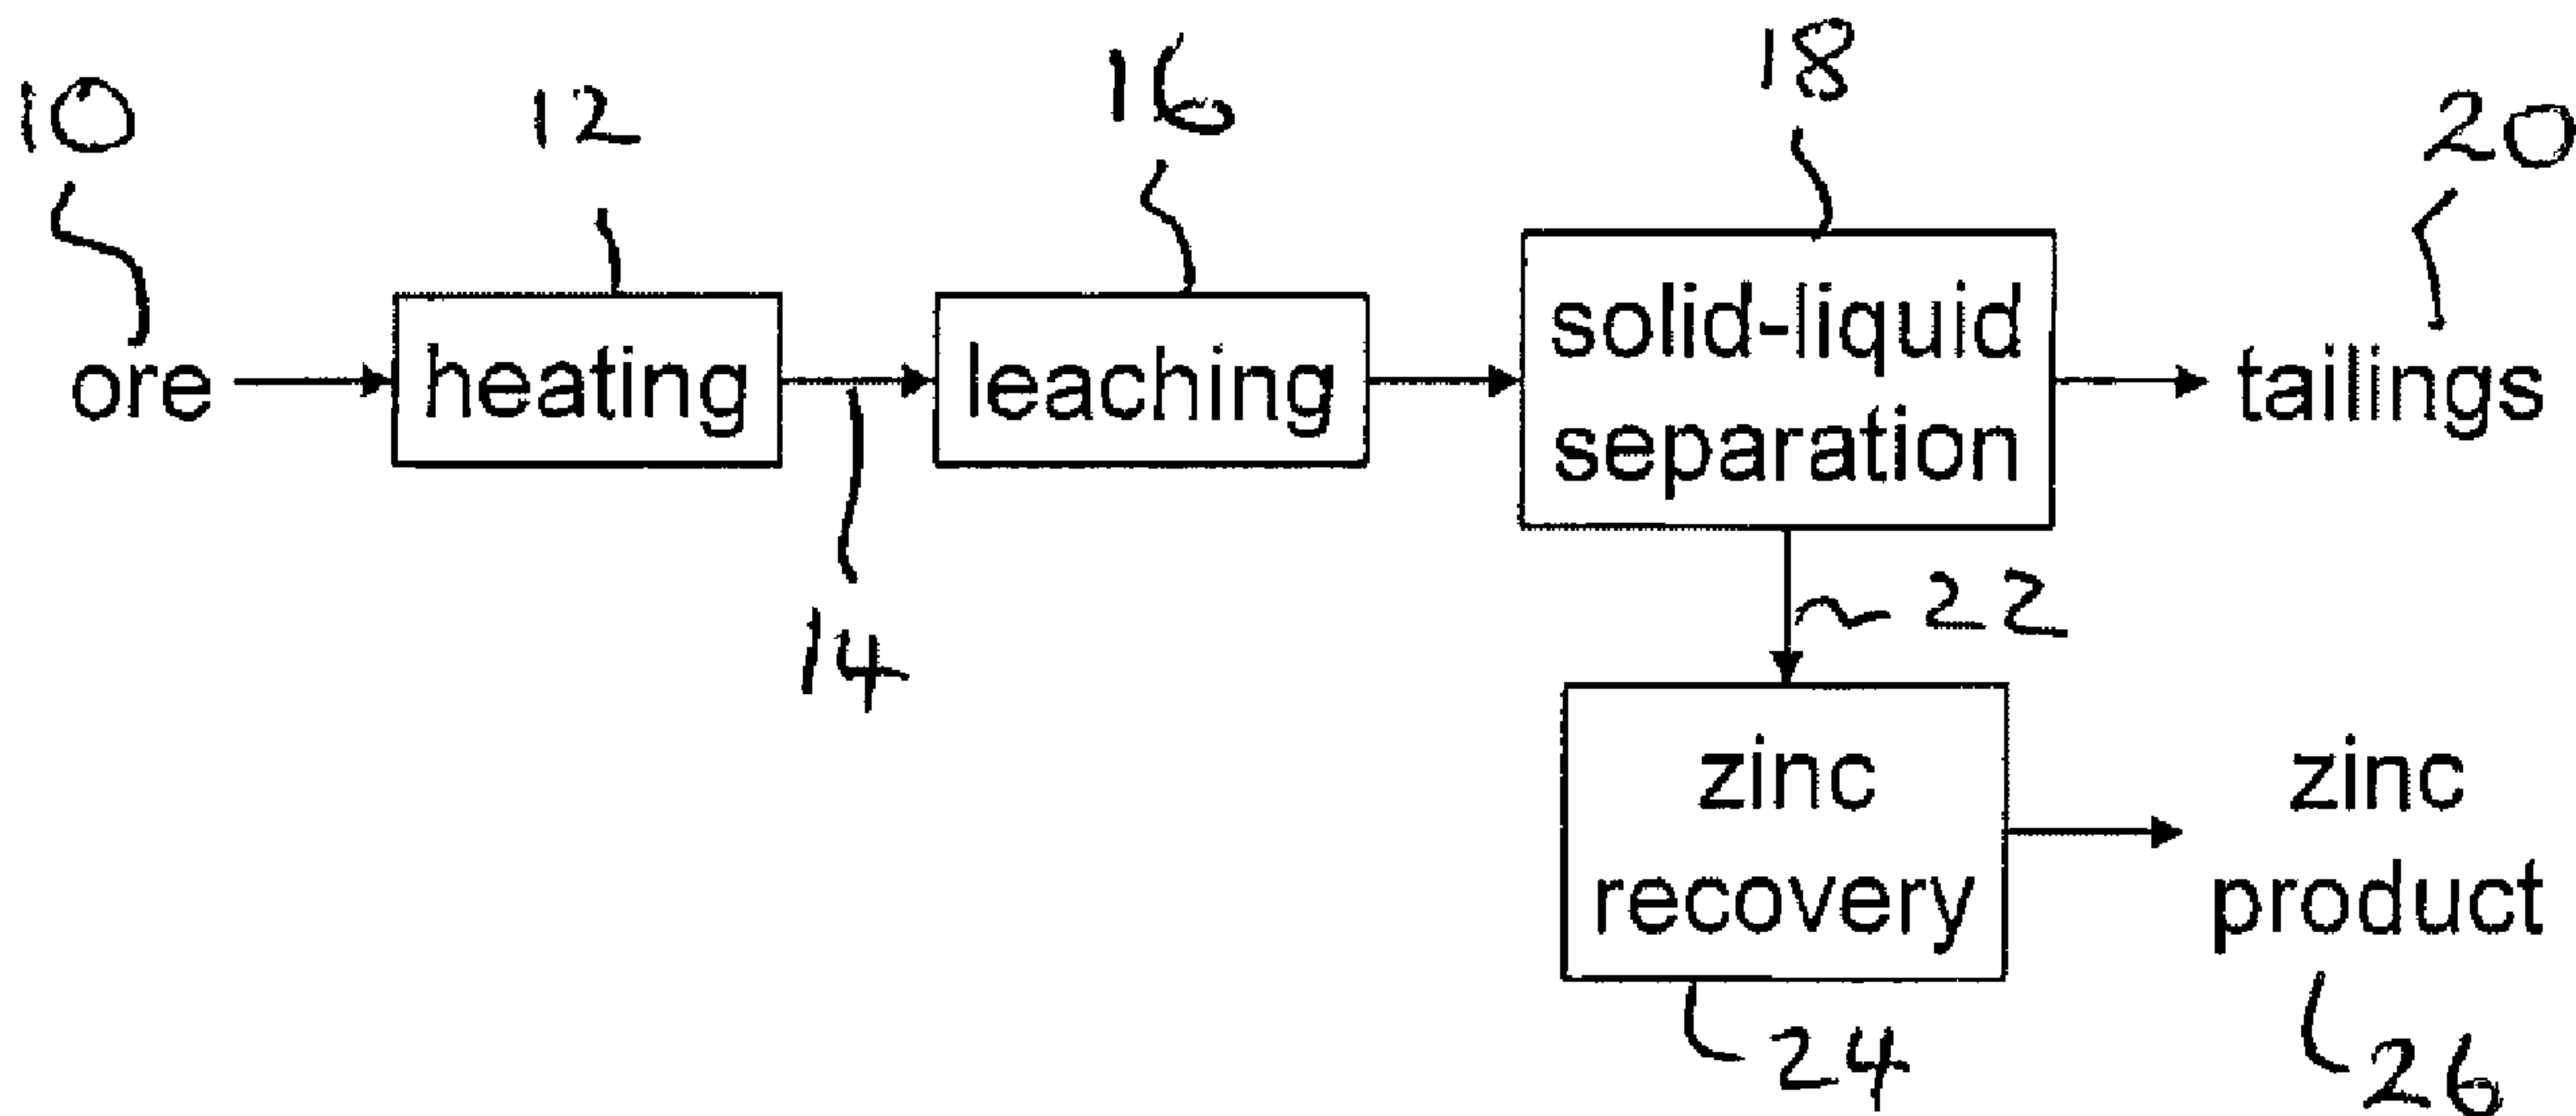 10
12
16
18
20
ore
heating
leaching
solid-liquid
separation
tailings
14
~ 22
zinc
recovery
zinc
product
24
26